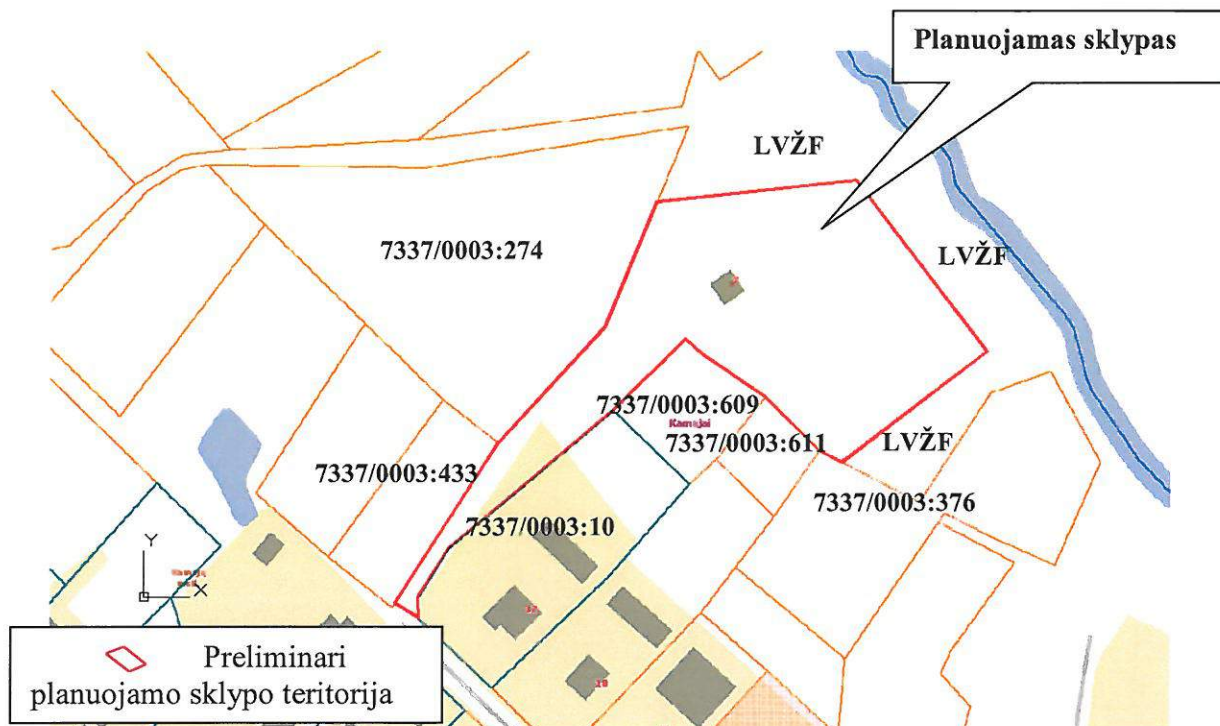 Planuojamas sklypas
LVŽF
7337/0003:274
LVŽF
7337/0003:609
Kamajai
7337/0003:611
LVŽF
7337/0003:433
7337/0003:376
7337/0003:10
Y
X
Preliminari
planuojamo sklypo teritorija